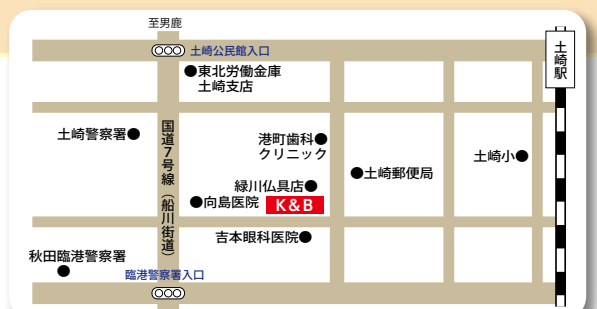 至男鹿
土崎公民館入口
土崎駅
東北労働金庫
土崎支店
土崎警察署
国道7号線(船川街道)
港町歯科
クリニック
土崎小
土崎郵便局
緑川仏具店
向島医院
K&B
吉本眼科医院
秋田臨港警察署
臨港警察署入口